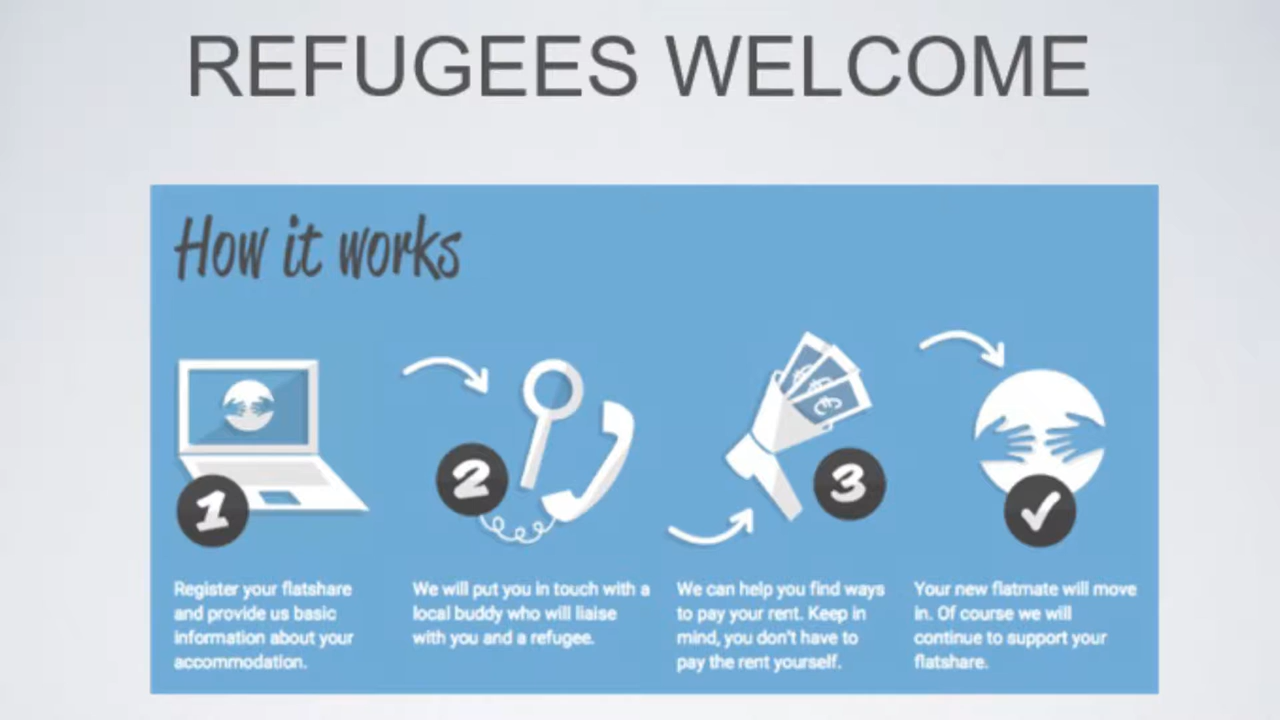 REFUGEES WELCOME
How it works
1
2
3
Register your flatshare
and provide us basic
information about your
accommodation.
We will put you in touch with a
local buddy who will liaise
with you and a refugee.
We can help you find ways
to pay your rent. Keep in
mind, you don't have to
pay the rent yourself.
Your new flatmate will move
in. Of course we will
continue to support your
flatshare.